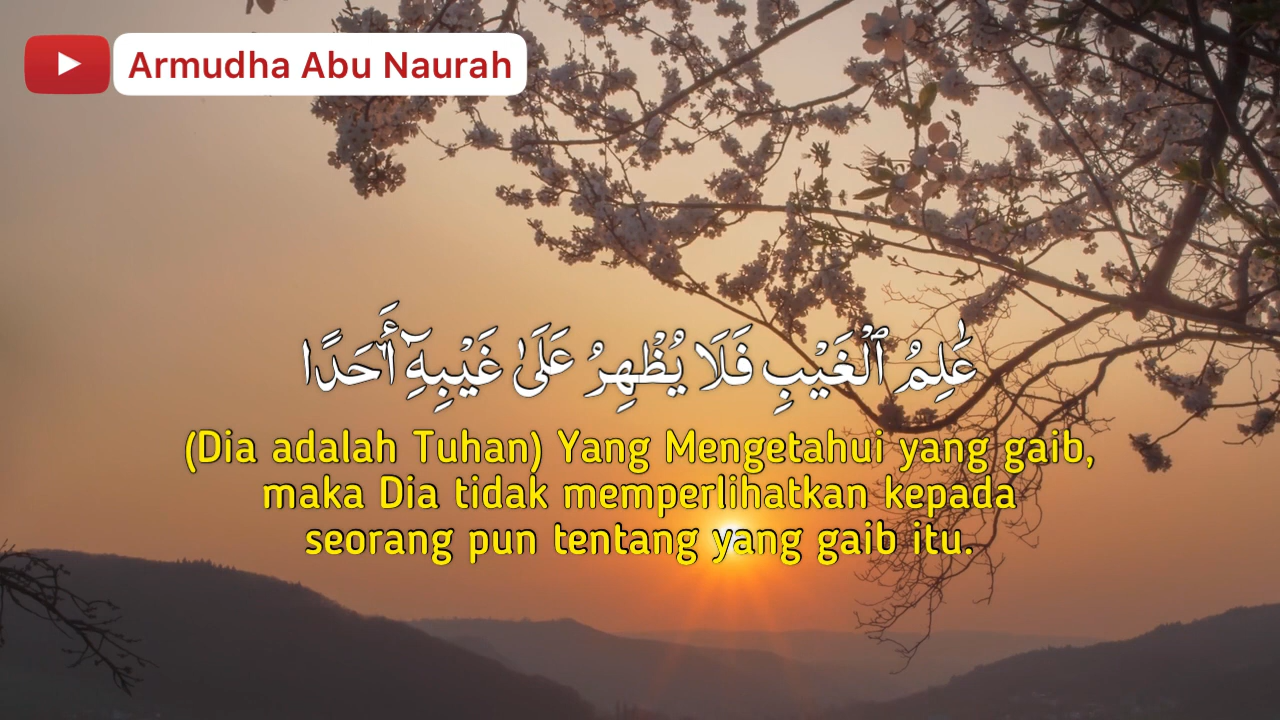 Armudha Abu Naurah
عَٰلِمُ ٱلْغَيْبِ فَلَا يُظْهِرُ عَلَىٰ غَيْبِهِۦٓ أَحَدًا
(Dia adalah Tuhan) Yang Mengetahui yang gaib,
maka Dia tidak memperlihatkan kepada
seorang pun tentang yang gaib itu.